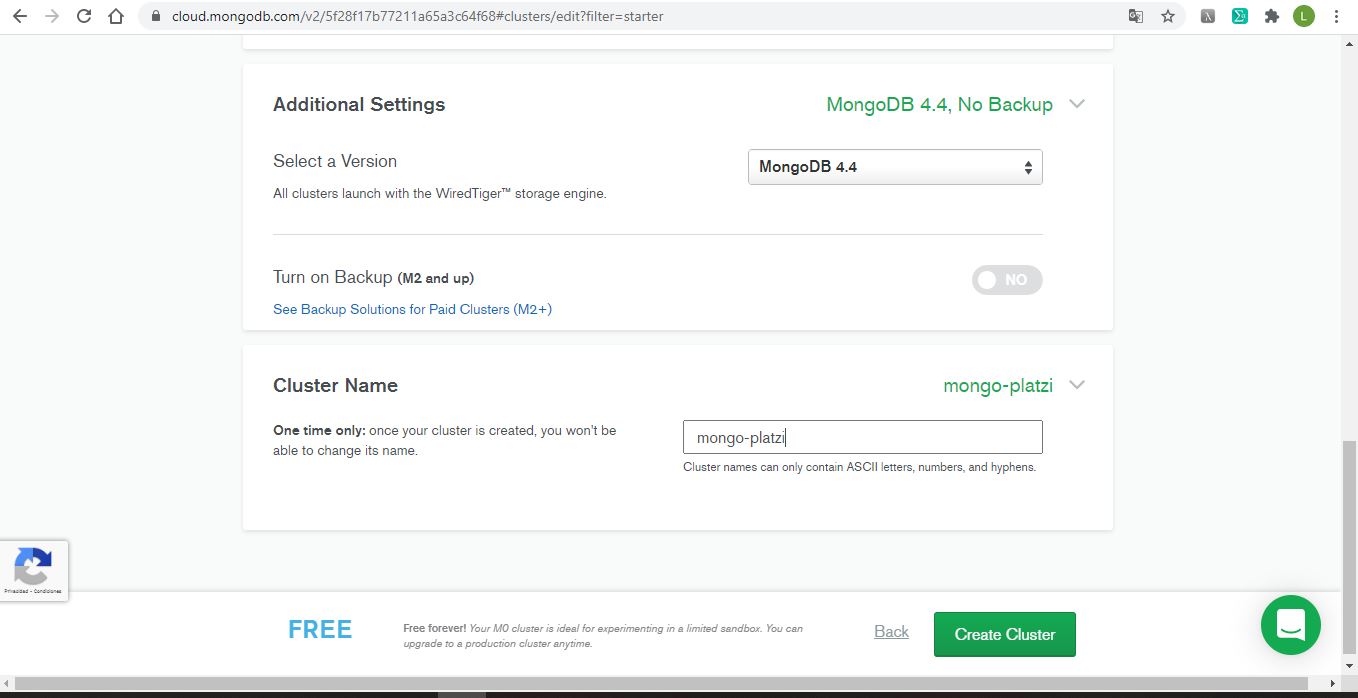 cloud.mongodb.com/v2/5f28f17b77211a65a3c64f68#clusters/edit?filter=starter
L
Additional Settings
MongoDB 4.4, No Backup
Select a Version
MongoDB 4.4
All clusters launch with the WiredTiger™ storage engine.
Turn on Backup (M2 and up)
NO
See Backup Solutions for Paid Clusters (M2+)
Cluster Name
mongo-platzi
One time only: once your cluster is created, you won't be
able to change its name.
mongo-platzi
Cluster names can only contain ASCII letters, numbers, and hyphens.
Privacidad - Condiciones
FREE
Free forever! Your M0 cluster is ideal for experimenting in a limited sandbox. You can
upgrade to a production cluster anytime.
Back
Create Cluster